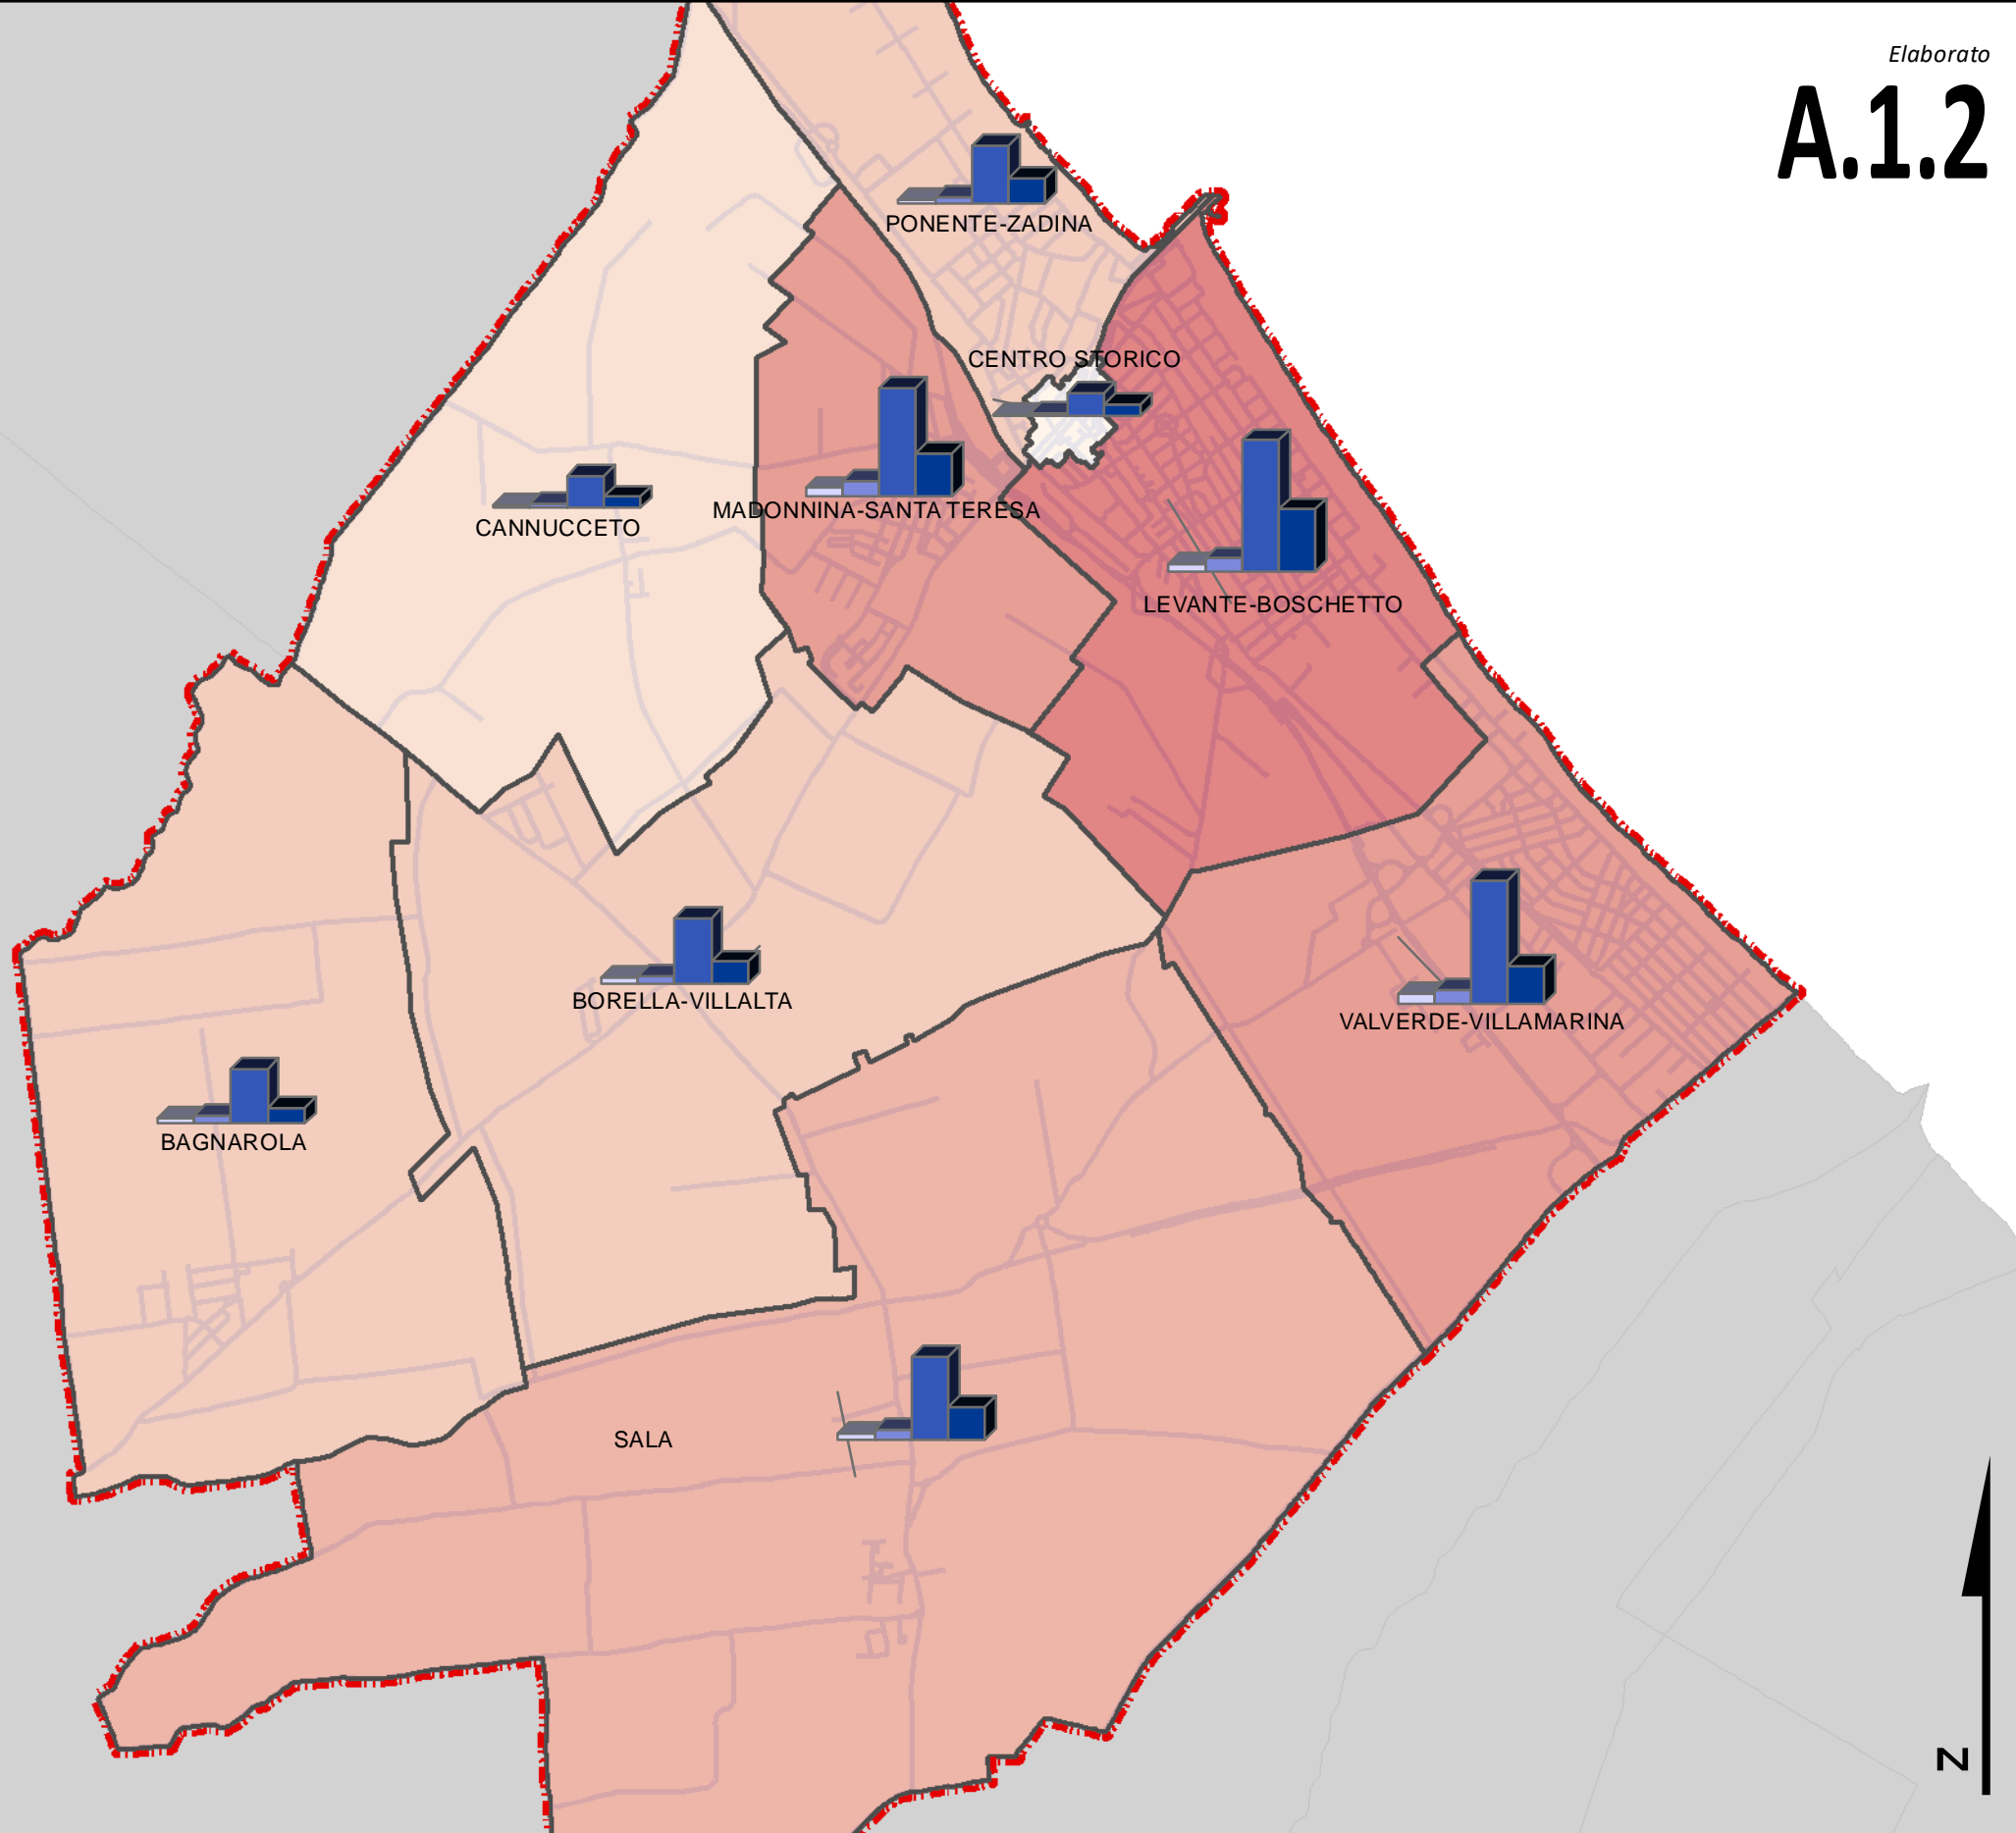 Elaborato
A.1.2
PONENTE-ZADINA
CENTRO STORICO
CANNUCCETO
MADONNINA-SANTA TERESA
LEVANTE-BOSCHETTO
BORELLA-VILLALTA
VALVERDE-VILLAMARINA
BAGNAROLA
SALA
N